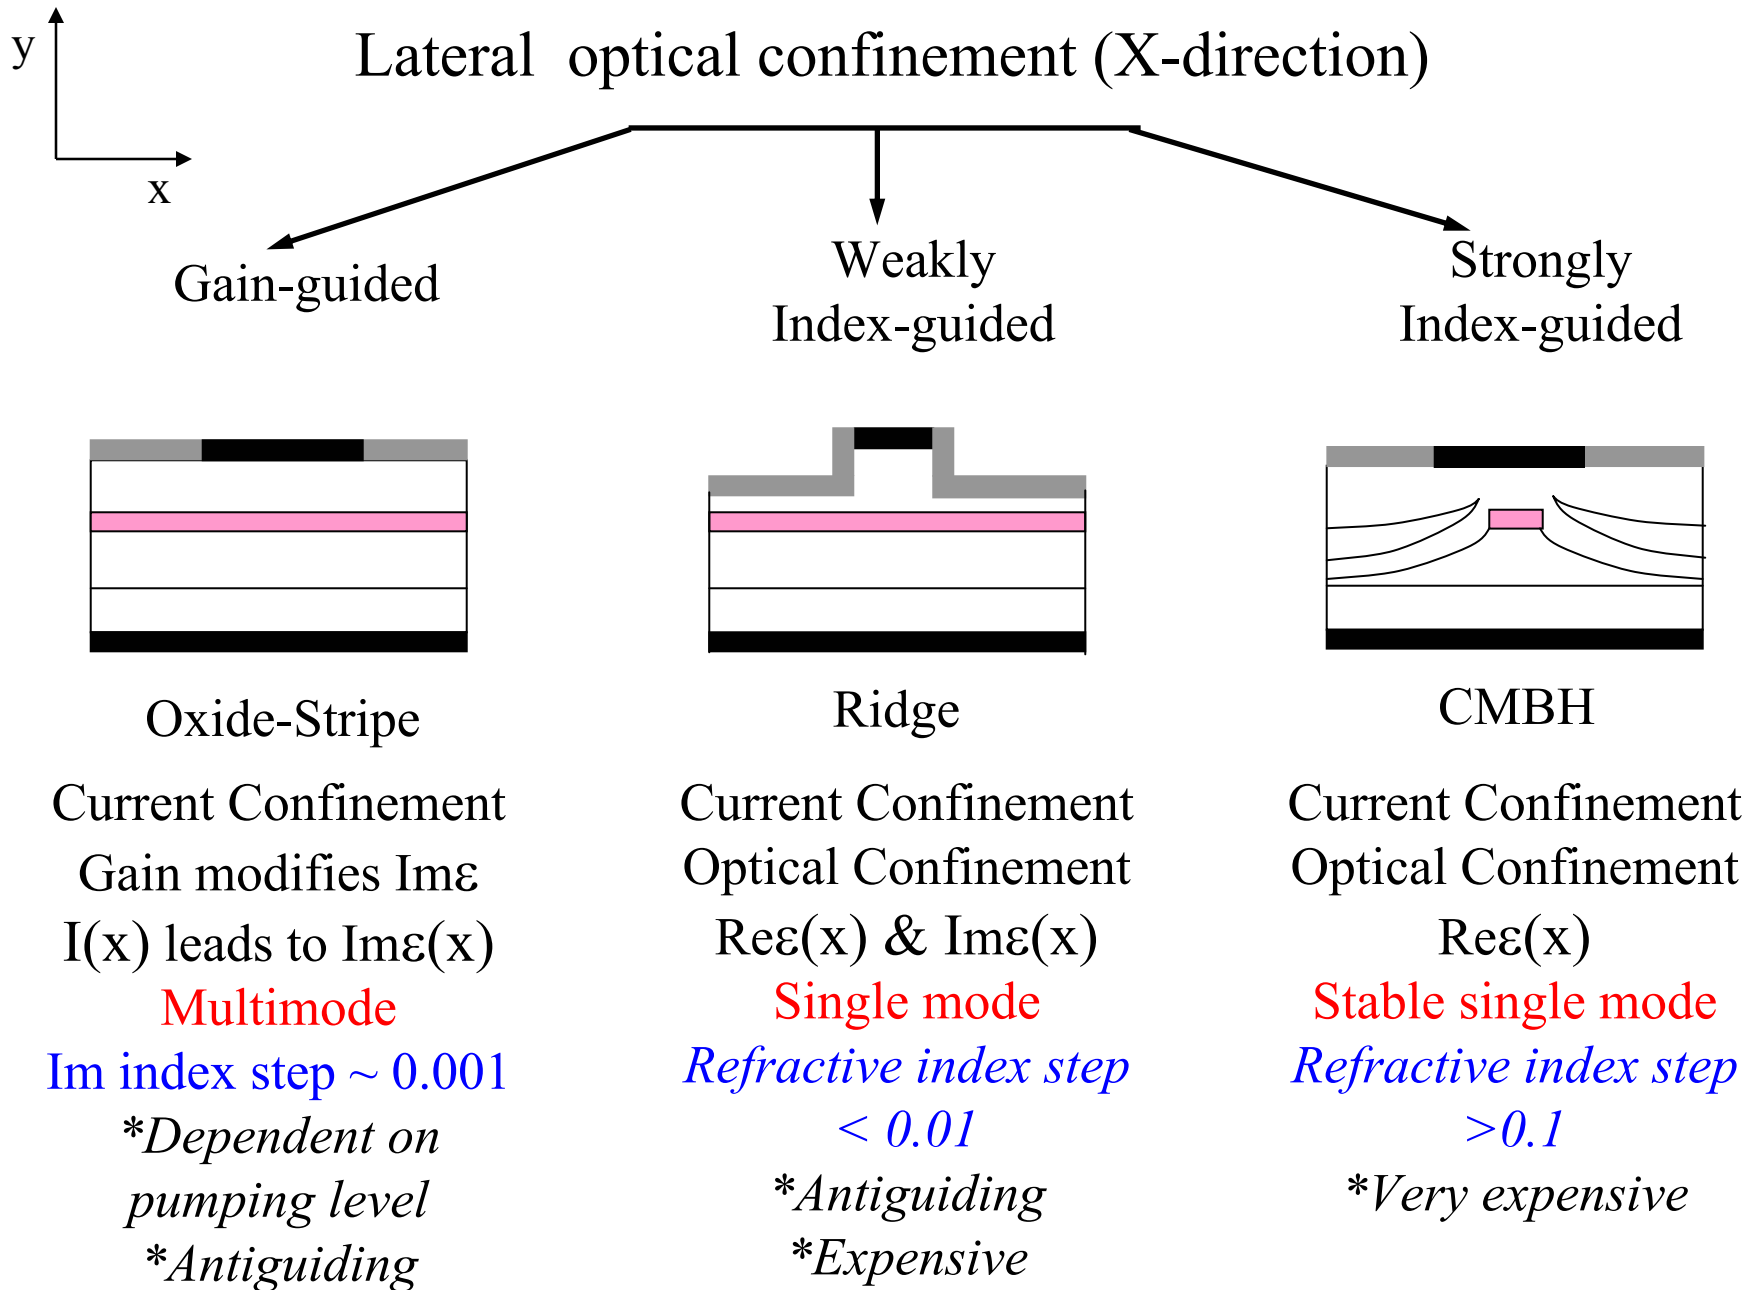 y
Lateral optical confinement (X-direction)
x
Gain-guided
Weakly
Index-guided
Strongly
Index-guided
Oxide-Stripe
Current Confinement
Gain modifies Imε
I(x) leads to Imε(x)
Multimode
Im index step ~ 0.001
*Dependent on
pumping level
*Antiguiding
Ridge
Current Confinement
Optical Confinement
Reε(x) & Imε(x)
Single mode
Refractive index step
< 0.01
*Antiguiding
*Expensive
CMBH
Current Confinement
Optical Confinement
Reε(x)
Stable single mode
Refractive index step
>0.1
*Very expensive